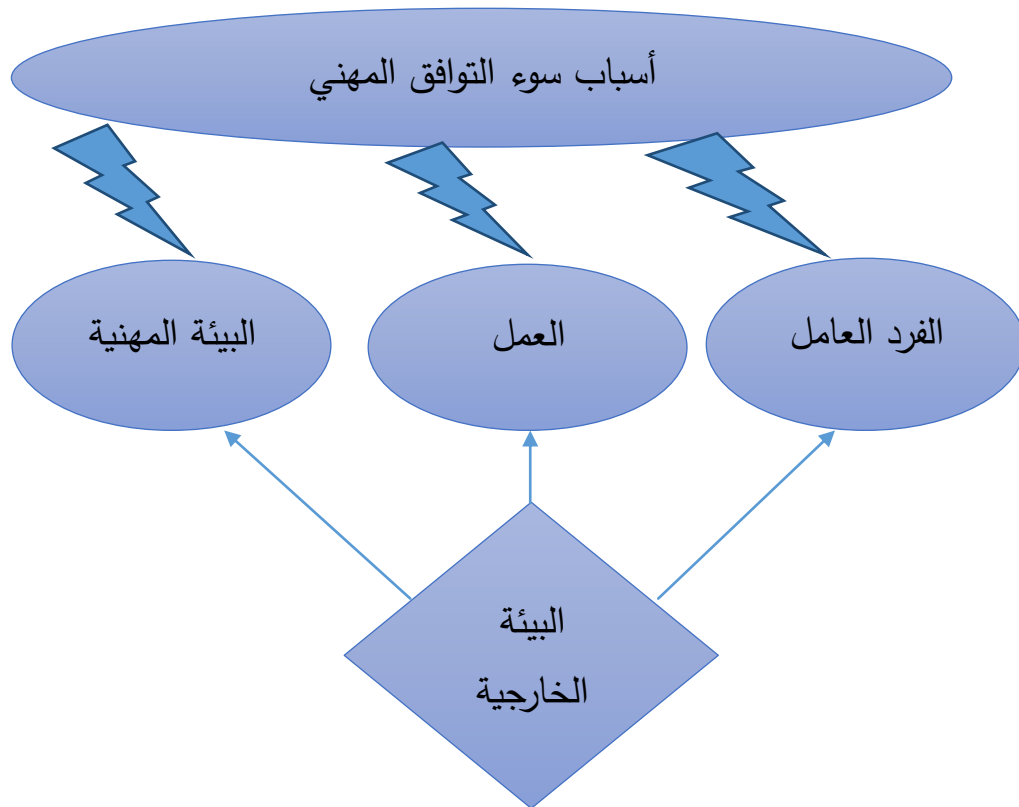 أسباب سوء التوافق المهني
الفرد العامل
العمل
البيئة المهنية
البيئة
الخارجية